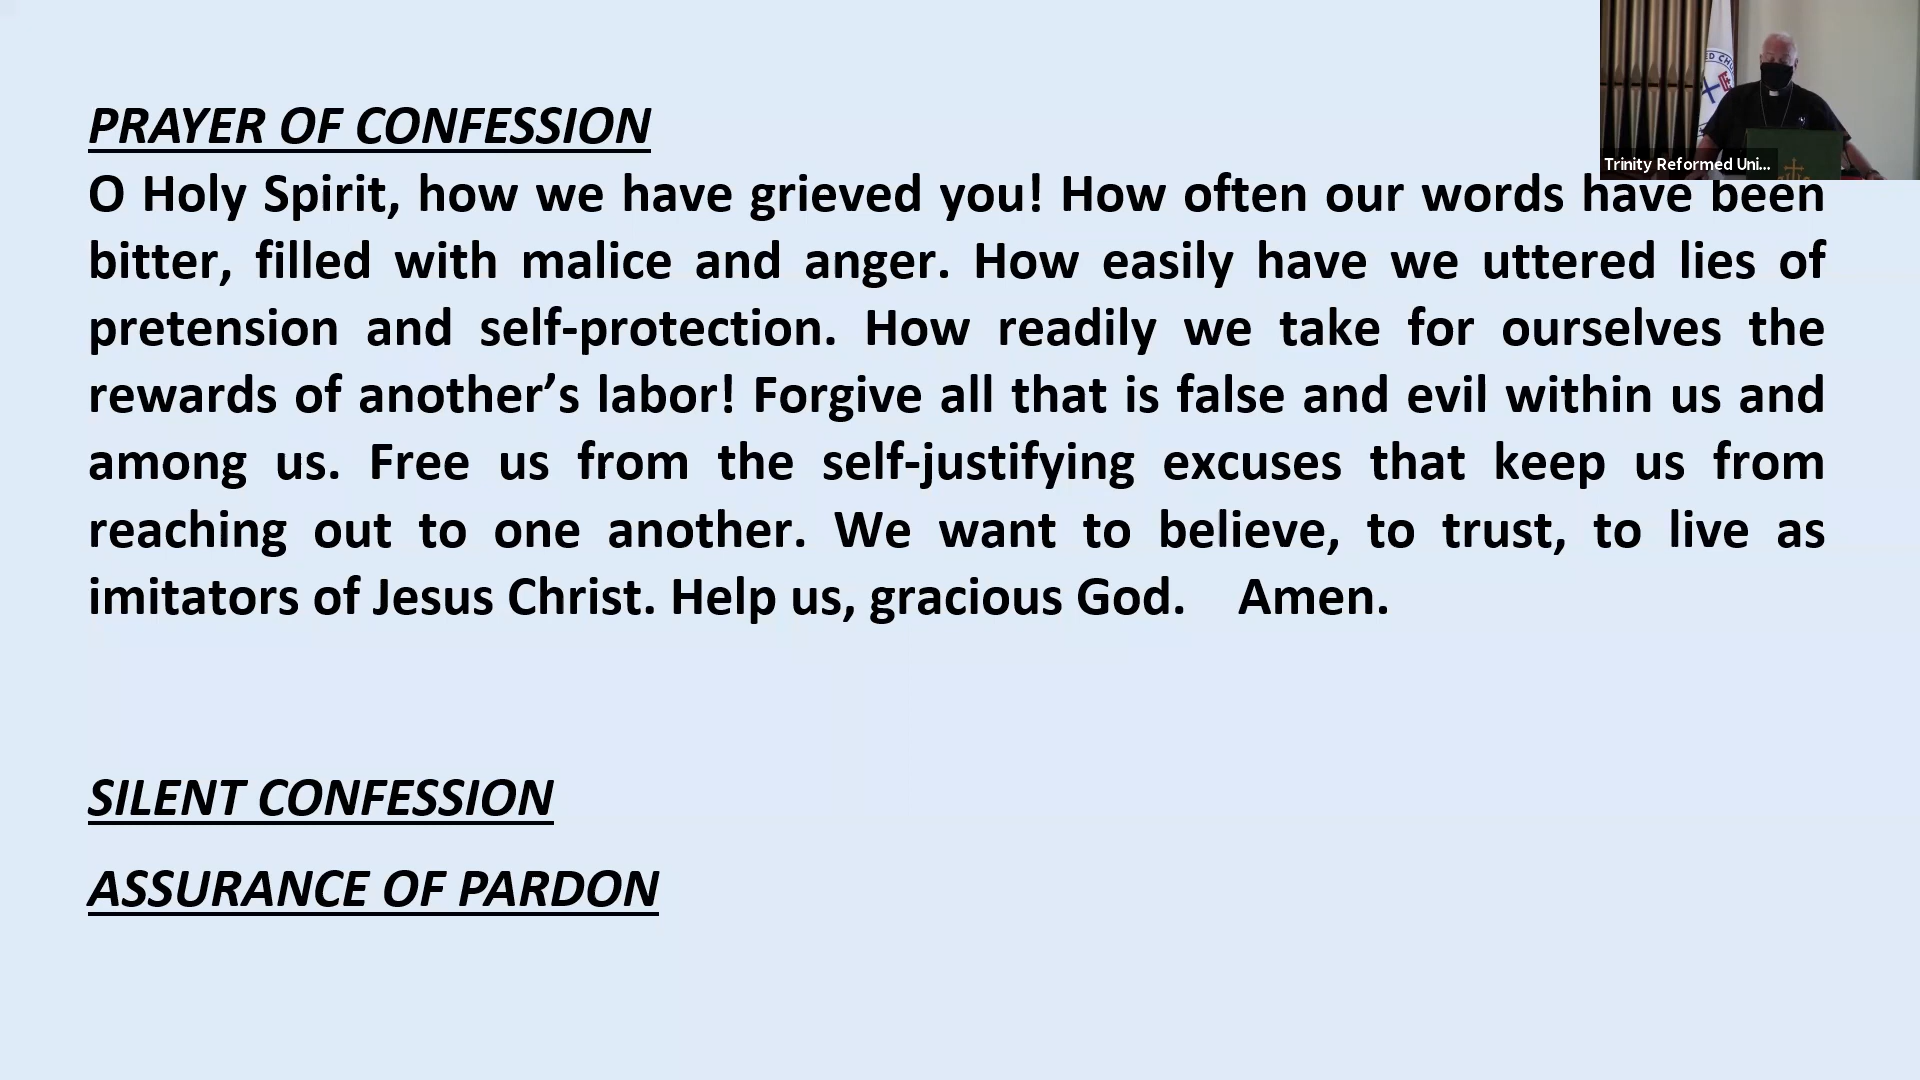 PRAYER OF CONFESSION
O Holy Spirit, how we have grieved you! How often our words have been
bitter, filled with malice and anger. How easily have we uttered lies of
pretension and self-protection. How readily we take for ourselves the
rewards of another’s labor! Forgive all that is false and evil within us and
among us. Free us from the self-justifying excuses that keep us from
reaching out to one another. We want to believe, to trust, to live as
imitators of Jesus Christ. Help us, gracious God.    Amen.
SILENT CONFESSION
ASSURANCE OF PARDON
Trinity Reformed Uni...